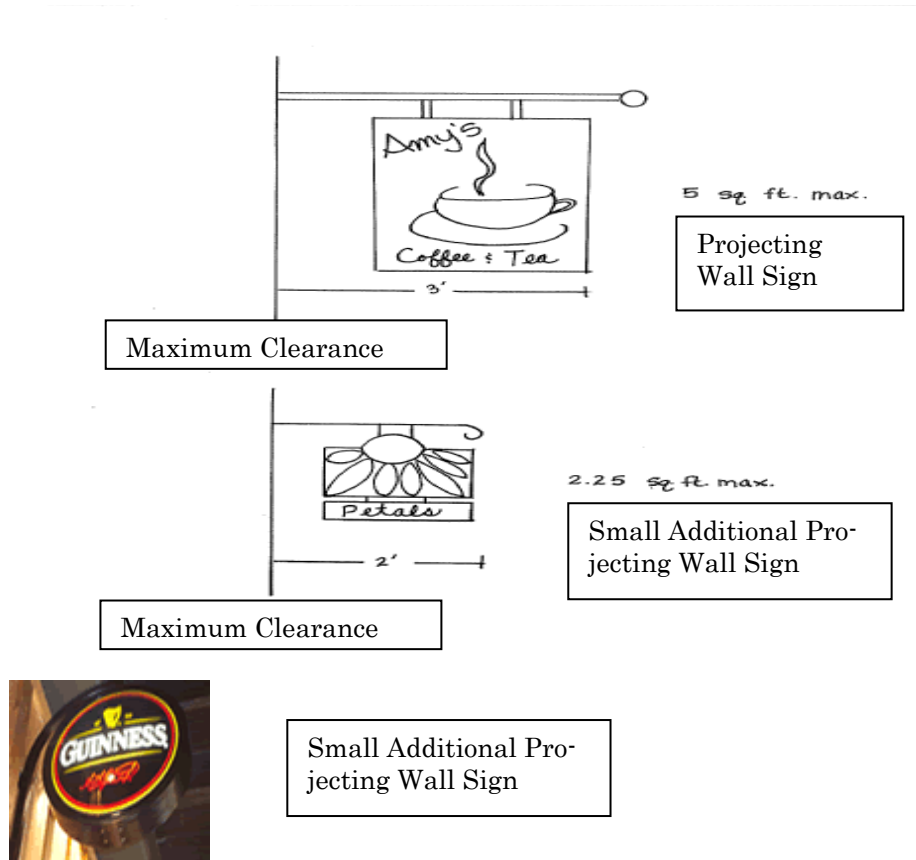 Amy's
Coffee & Tea
3'
5 sq ft. max.
Projecting
Wall Sign
Maximum Clearance
Petals
2'
2.25 sq ft. max.
Small Additional Pro-
jecting Wall Sign
Maximum Clearance
GUINNESS
Small Additional Pro-
jecting Wall Sign